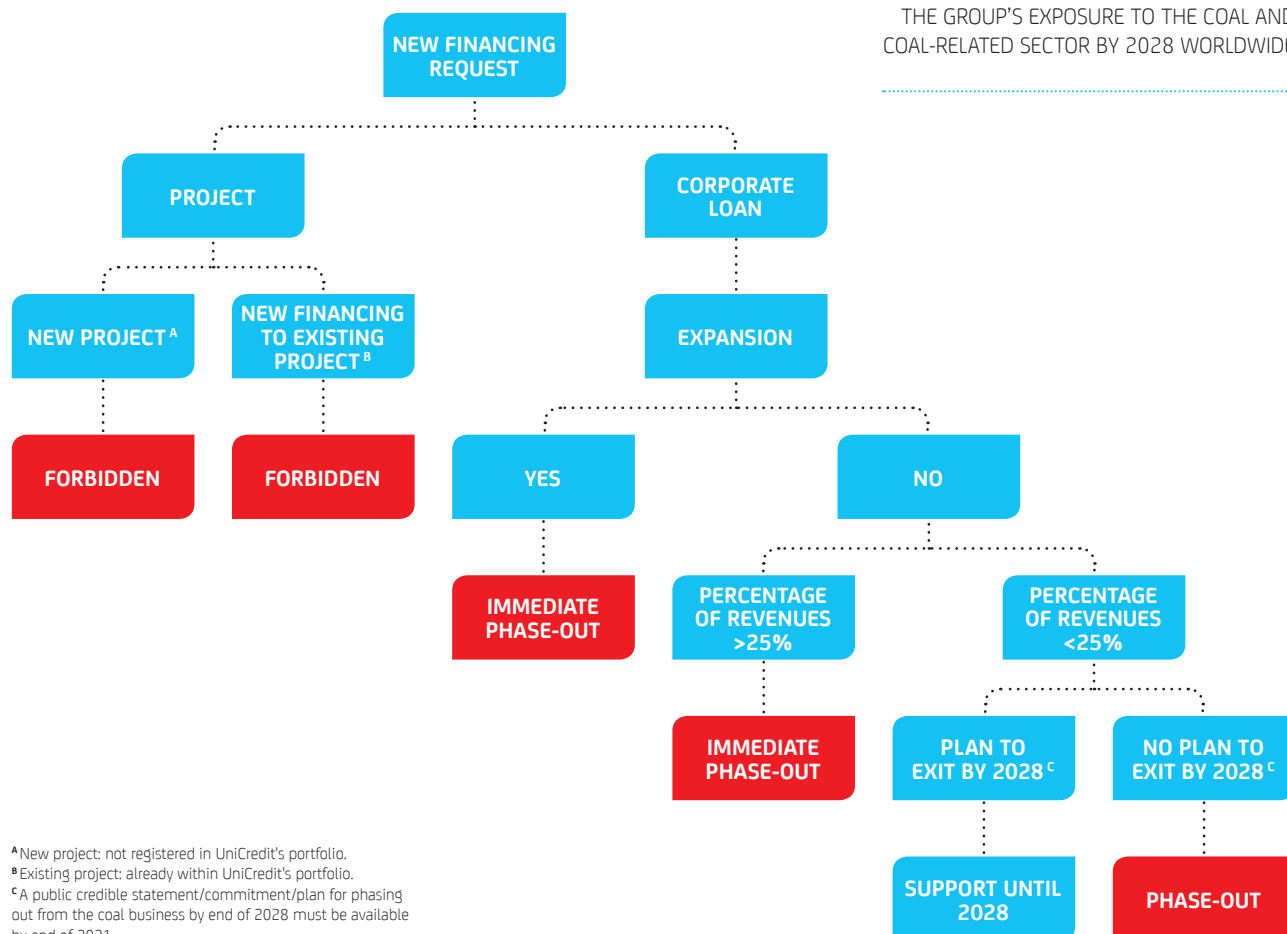 THE GROUP'S EXPOSURE TO THE COAL AND
COAL-RELATED SECTOR BY 2028 WORLDWIDE
NEW FINANCING
REQUEST
PROJECT
CORPORATE
LOAN
NEW PROJECT A
NEW FINANCING
TO EXISTING
PROJECT B
EXPANSION
FORBIDDEN
FORBIDDEN
YES
NO
IMMEDIATE
PHASE-OUT
PERCENTAGE
OF REVENUES
>25%
PERCENTAGE
OF REVENUES
<25%
IMMEDIATE
PHASE-OUT
PLAN TO
EXIT BY 2028 C
NO PLAN TO
EXIT BY 2028 C
SUPPORT UNTIL
2028
PHASE-OUT
A New project: not registered in UniCredit's portfolio.
B Existing project: already within UniCredit's portfolio.
C A public credible statement/commitment/plan for phasing
out from the coal business by end of 2028 must be available
by end of 2021